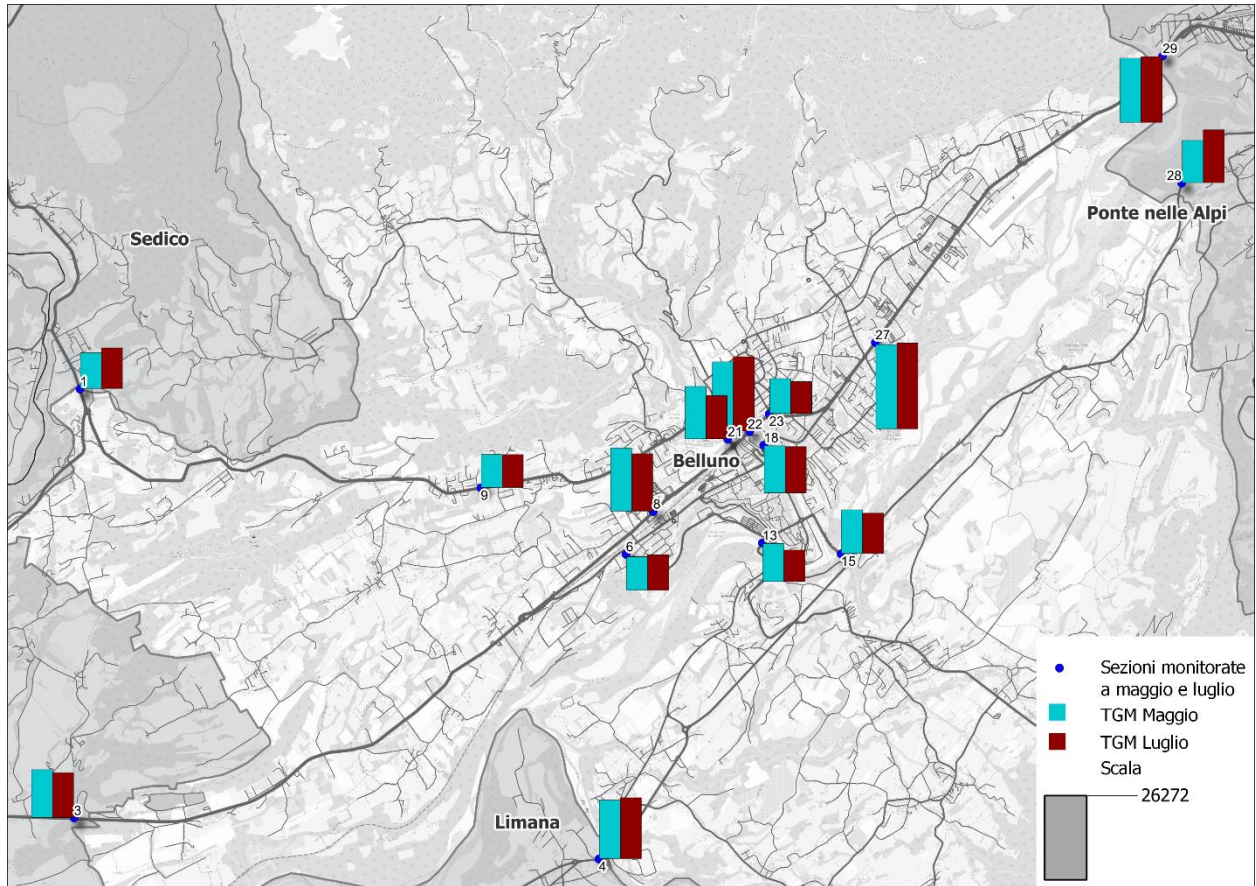 29
28
Ponte nelle Alpi
Sedico
1
27
23
22
21
18
Belluno
9
8
13
6
15
3
Limana
4
Sezioni monitorate
a maggio e luglio
TGM Maggio
TGM Luglio
Scala
26272